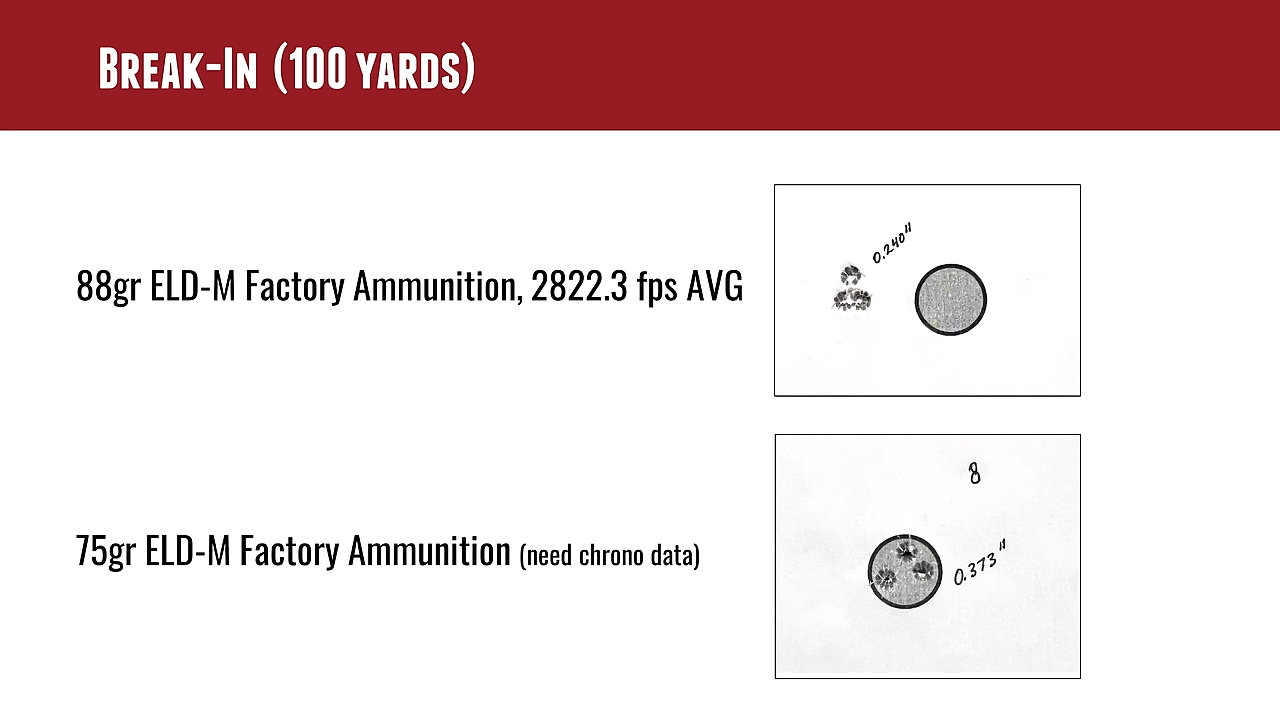 Break-In (100 yards)
88gr ELD-M Factory Ammunition, 2822.3 fps AVG
0.240"
8
75gr ELD-M Factory Ammunition (need chrono data)
0.373"